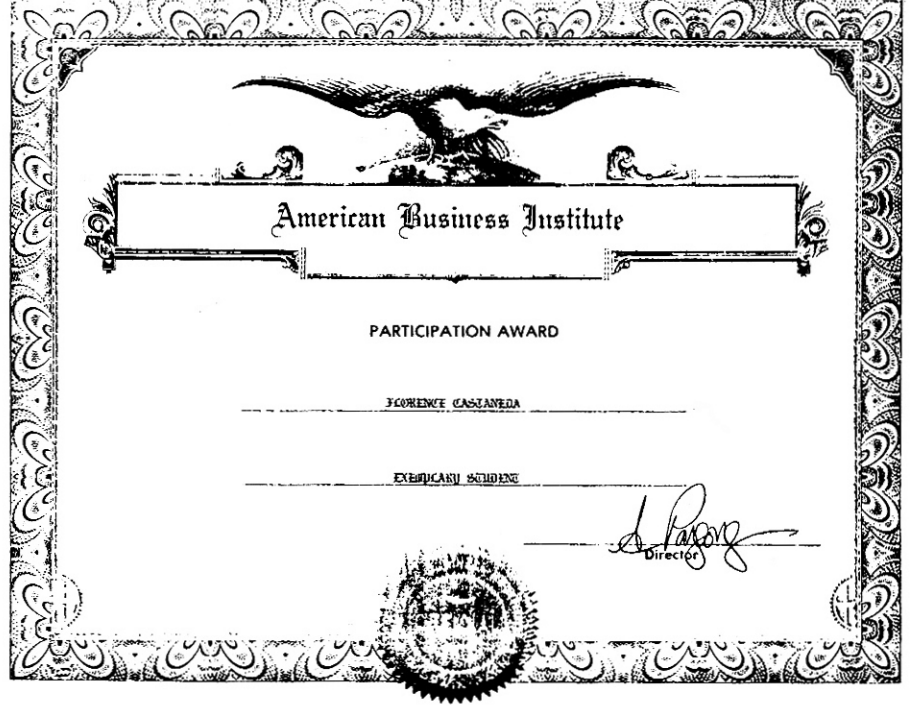 American Business Institute
PARTICIPATION AWARD
FLORENCE CASTANEDA
EXEMPLARY STUDENT
Director